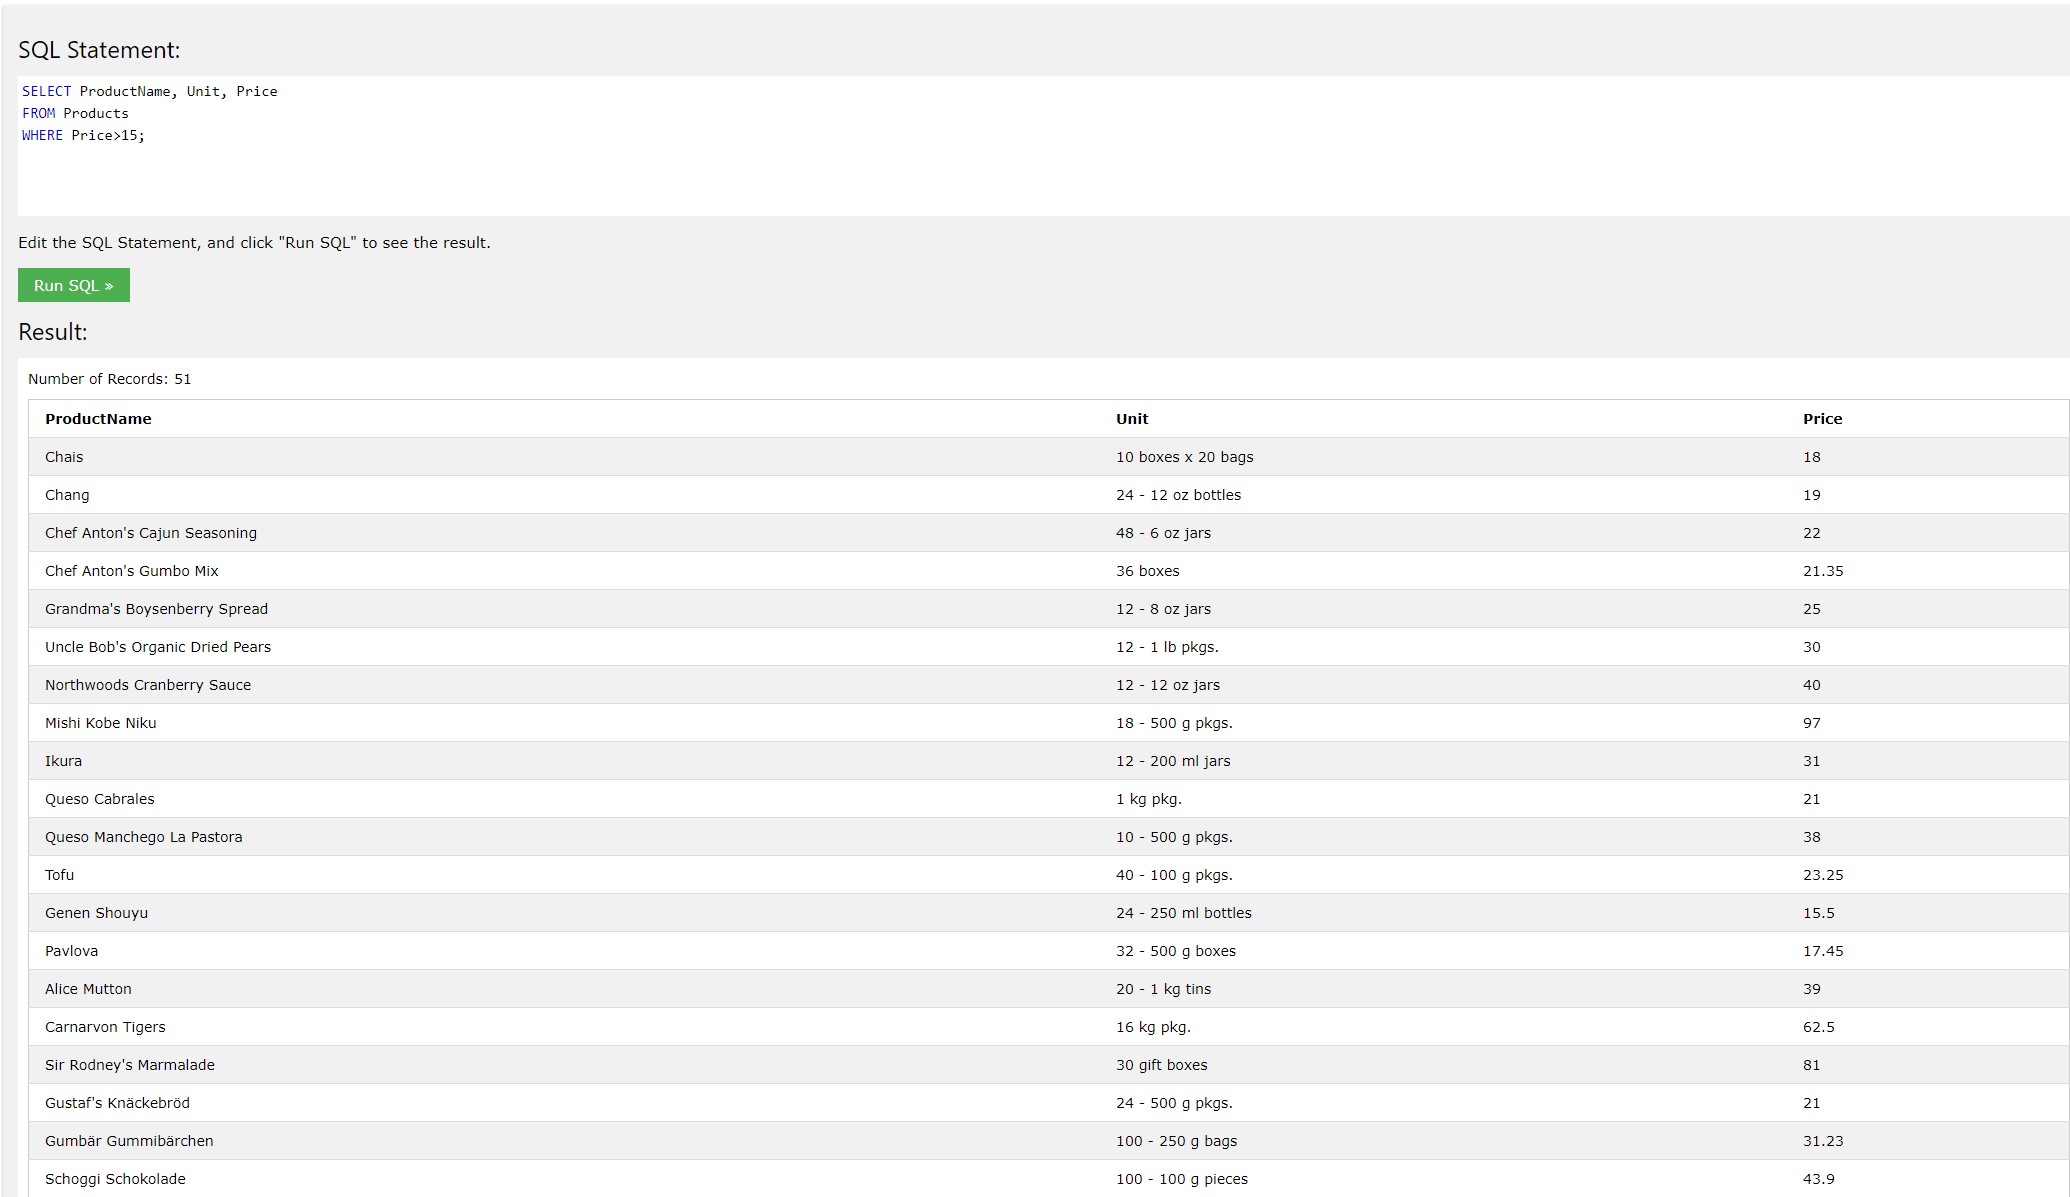 SQL Statement:
SELECT ProductName, Unit, Price
FROM Products
WHERE Price>15;
Edit the SQL Statement, and click "Run SQL" to see the result.
Run SQL »
Result:
Number of Records: 51
ProductName Unit Price
Chais 10 boxes x 20 bags 18
Chang 24 - 12 oz bottles 19
Chef Anton's Cajun Seasoning 48 - 6 oz jars 22
Chef Anton's Gumbo Mix 36 boxes 21.35
Grandma's Boysenberry Spread 12 - 8 oz jars 25
Uncle Bob's Organic Dried Pears 12 - 1 lb pkgs. 30
Northwoods Cranberry Sauce 12 - 12 oz jars 40
Mishi Kobe Niku 18 - 500 g pkgs. 97
Ikura 12 - 200 ml jars 31
Queso Cabrales 1 kg pkg. 21
Queso Manchego La Pastora 10 - 500 g pkgs. 38
Tofu 40 - 100 g pkgs. 23.25
Genen Shouyu 24 - 250 ml bottles 15.5
Pavlova 32 - 500 g boxes 17.45
Alice Mutton 20 - 1 kg tins 39
Carnarvon Tigers 16 kg pkg. 62.5
Sir Rodney's Marmalade 30 gift boxes 81
Gustaf's Knäckebröd 24 - 500 g pkgs. 21
Gumbär Gummibärchen 100 - 250 g bags 31.23
Schoggi Schokolade 100 - 100 g pieces 43.9